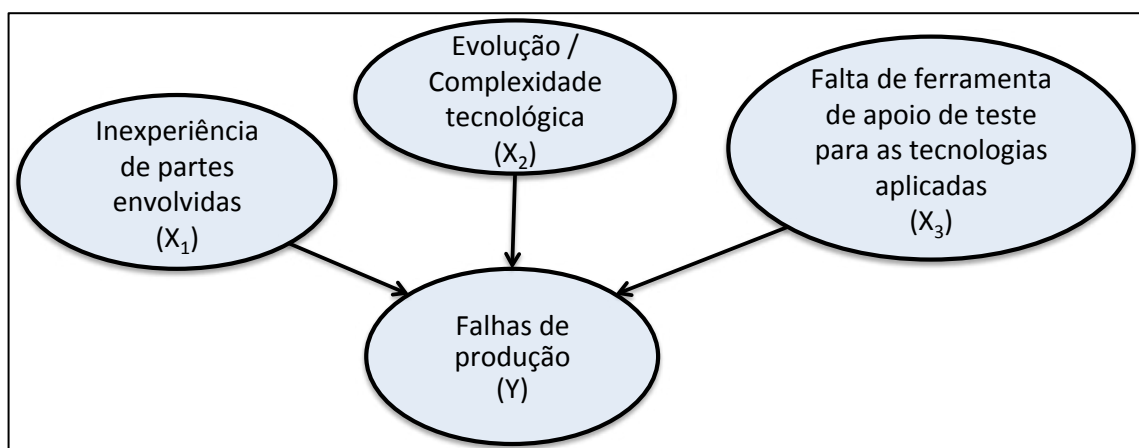 Inexperiência
de partes
envolvidas
(X₁)
Evolução /
Complexidade
tecnológica
(X₂)
Falta de ferramenta
de apoio de teste
para as tecnologias
aplicadas
(X₃)
Falhas de
produção
(Y)